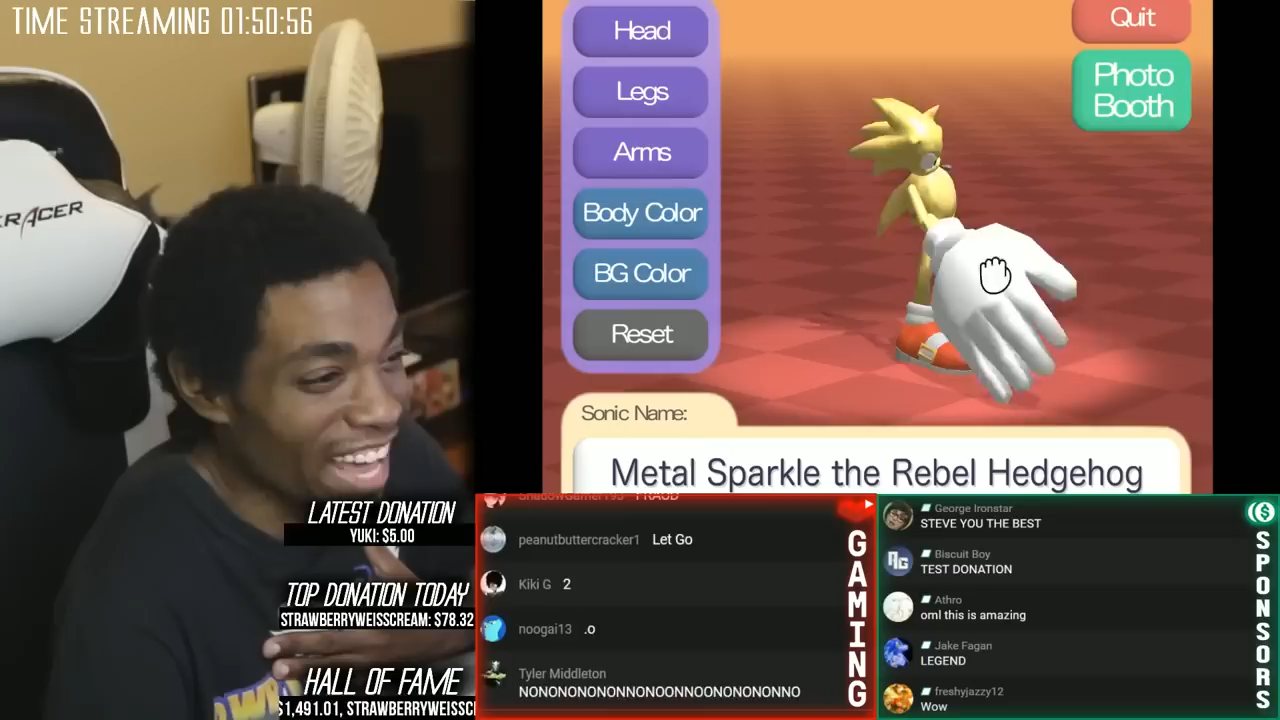 TIME STREAMING 01:50:56
RACER
Head
Legs
Arms
Body Color
BG Color
Reset
Quit
Photo
Booth
Sonic Name:
Metal Sparkle the Rebel Hedgehog
LATEST DONATION
YUKI: $5.00
TOP DONATION TODAY
STRAWBERRYWEISSCREAM: $78.32
HALL OF FAME
$1,491.01, STRAWBERRYWEISSC
FRAUD
peanutbuttercracker1 Let Go
Kiki G 2
noogai13 .o
Tyler Middleton
NONONONONONNONOONNOONONONONNO
GAMING
George Ironstar
STEVE YOU THE BEST
Biscuit Boy
TEST DONATION
Athro
oml this is amazing
Jake Fagan
LEGEND
freshyjazzy12
Wow
SPONSORS